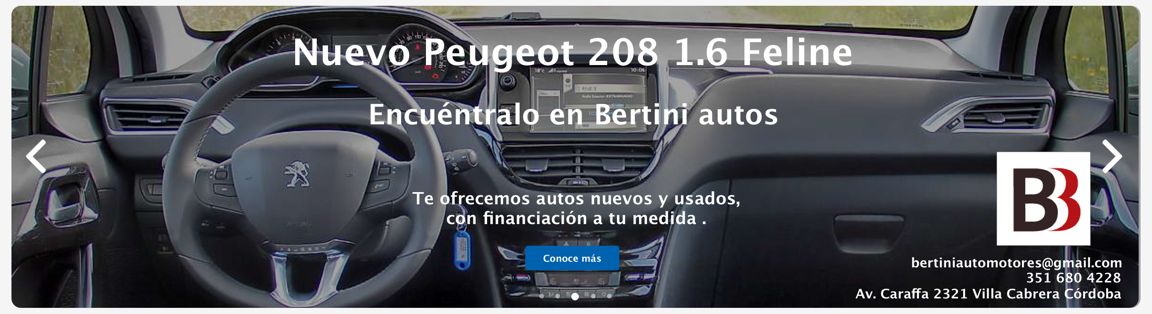 Nuevo Peugeot 208 1.6 Feline
Encuéntralo en Bertini autos
Te ofrecemos autos nuevos y usados,
con financiación a tu medida .
Conoce más
BB
bertiniautomotores@gmail.com
351 680 4228
Av. Caraffa 2321 Villa Cabrera Córdoba